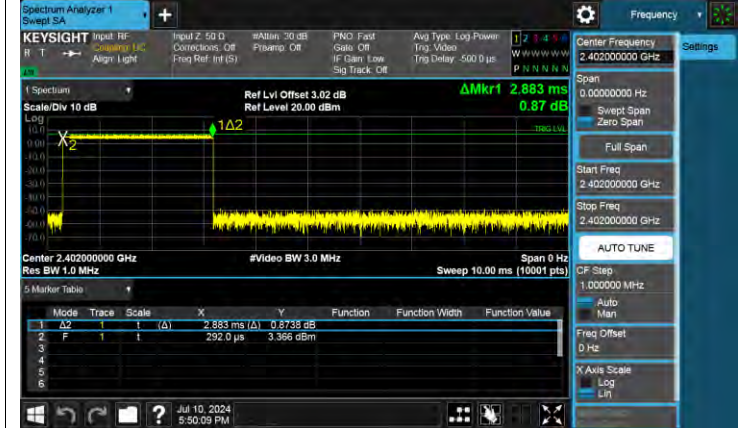 Spectrum Analyzer 1
Swept SA
+
Frequency
KEYSIGHT Input: RF
R T Coupling: DC
Align: Light
Input Z: 50 Ω
Corrections: Off
Freq Ref: Int (S)
#Atten: 30 dB
Preamp: Off
PNO: Fast
Gate: Off
IF Gain: Low
Sig Track: Off
Avg Type: Log-Power
Trig: Video
Trig Delay: -500.0 µs
1 2 3 4 5 6
W W W W W W
P N N N N N
1 Spectrum
Scale/Div 10 dB
Ref Lvl Offset 3.02 dB
Ref Level 20.00 dBm
ΔMkr1 2.883 ms
0.87 dB
Log
10.0
0.00
-10.0
-20.0
-30.0
-40.0
-50.0
-60.0
-70.0
1Δ2
X2
TRIG LVL
Center 2.402000000 GHz
#Video BW 3.0 MHz
Span 0 Hz
Res BW 1.0 MHz
Sweep 10.00 ms (10001 pts)
5 Marker Table
Mode Trace Scale X Y Function Function Width Function Value
1 Δ2 1 t (Δ) 2.883 ms (Δ) 0.8738 dB
2 F 1 t 292.0 µs 3.366 dBm
3
4
5
6
Center Frequency
2.402000000 GHz
Settings
Span
0.00000000 Hz
Swept Span
Zero Span
Full Span
Start Freq
2.402000000 GHz
Stop Freq
2.402000000 GHz
AUTO TUNE
CF Step
1.000000 MHz
Auto
Man
Freq Offset
0 Hz
X Axis Scale
Log
Lin
?
Jul 10, 2024
5:50:09 PM